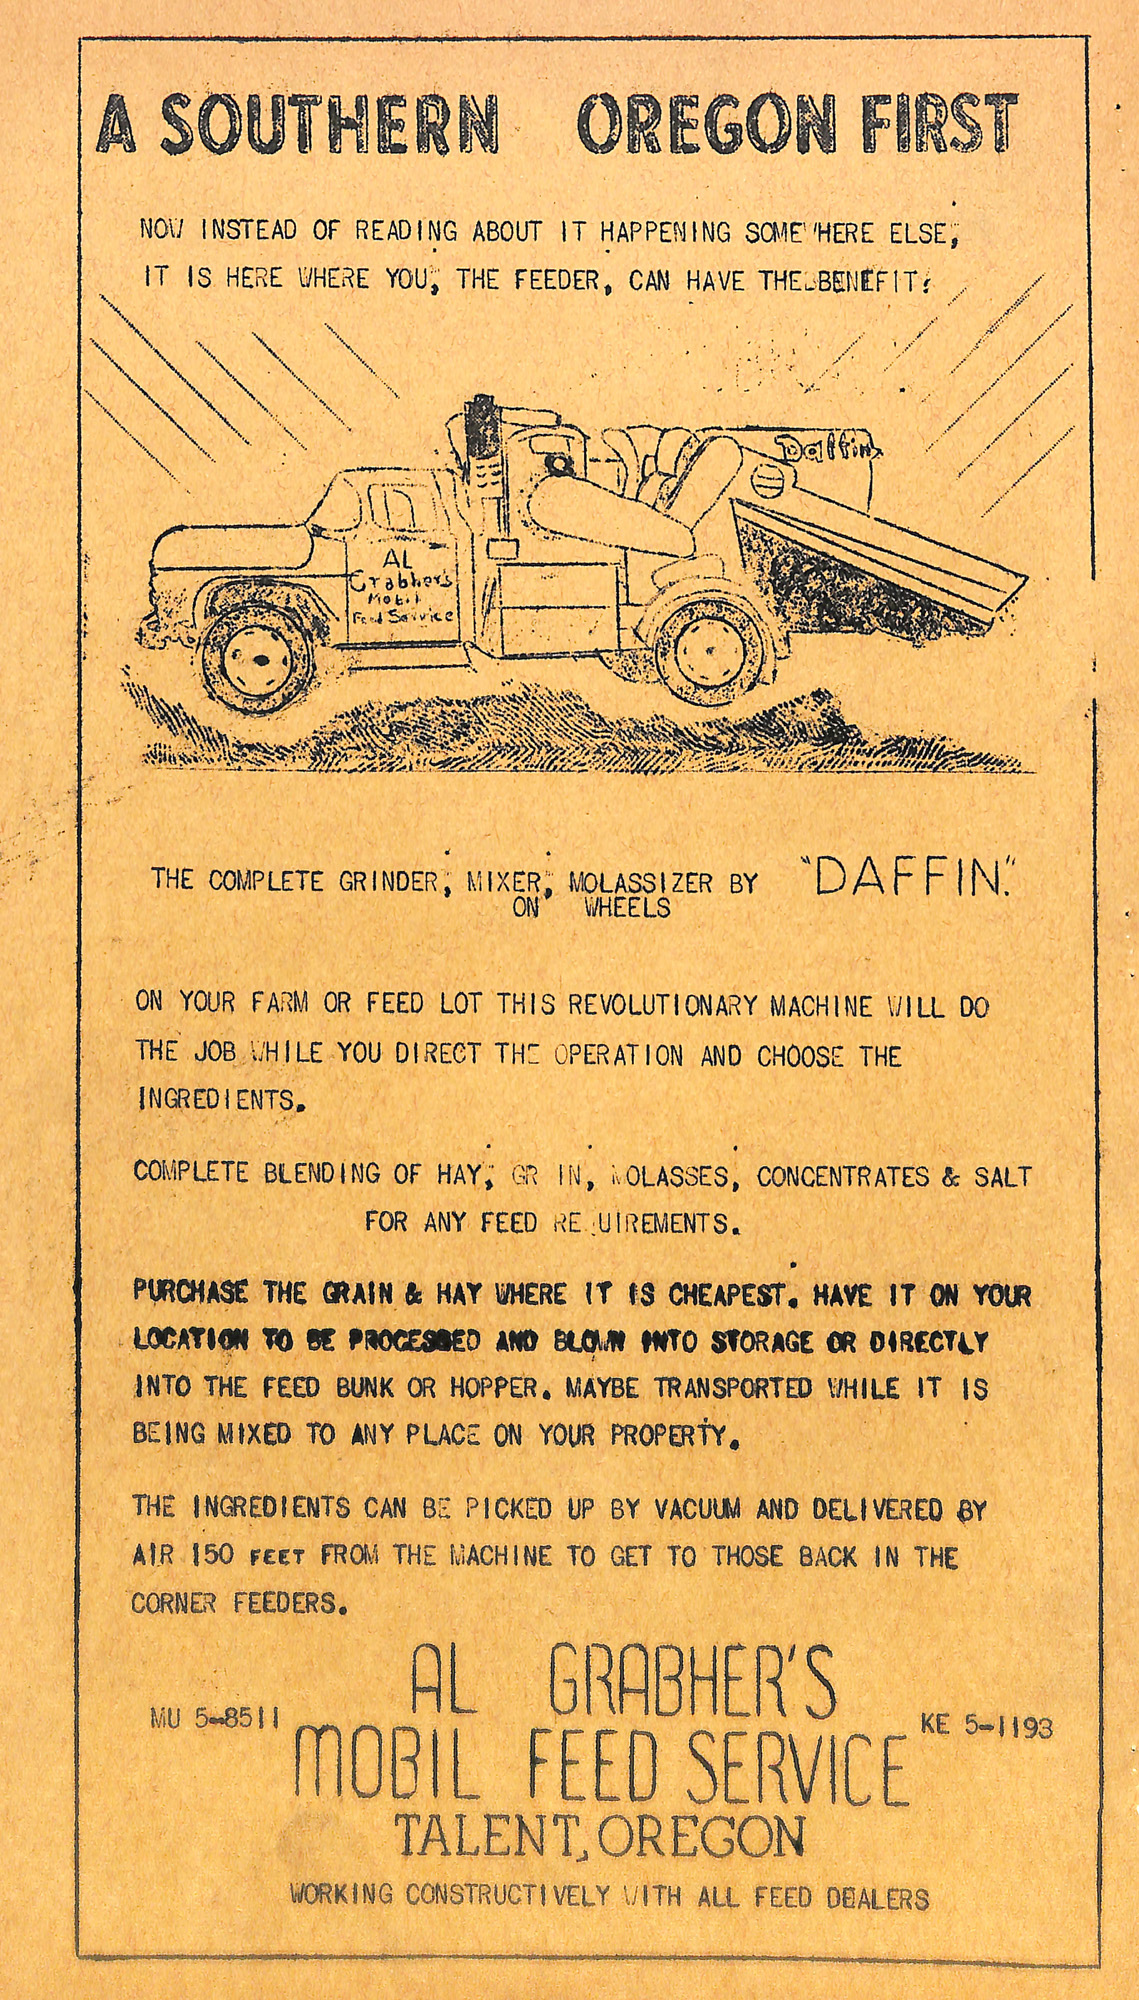 A SOUTHERN OREGON FIRST
NOW INSTEAD OF READING ABOUT IT HAPPENING SOMEWHERE ELSE;
IT IS HERE WHERE YOU; THE FEEDER, CAN HAVE THE BENEFIT:
Daffin
AL
Grabher's
Mobil
Feed Service
THE COMPLETE GRINDER; MIXER; MOLASSIZER BY "DAFFIN."
ON WHEELS
ON YOUR FARM OR FEED LOT THIS REVOLUTIONARY MACHINE WILL DO
THE JOB WHILE YOU DIRECT THE OPERATION AND CHOOSE THE
INGREDIENTS.
COMPLETE BLENDING OF HAY; GR IN, MOLASSES, CONCENTRATES & SALT
FOR ANY FEED RE UIREMENTS.
PURCHASE THE GRAIN & HAY WHERE IT IS CHEAPEST. HAVE IT ON YOUR
LOCATION TO BE PROCESSED AND BLOWN INTO STORAGE OR DIRECTLY
INTO THE FEED BUNK OR HOPPER. MAYBE TRANSPORTED WHILE IT IS
BEING MIXED TO ANY PLACE ON YOUR PROPERTY.
THE INGREDIENTS CAN BE PICKED UP BY VACUUM AND DELIVERED BY
AIR 150 FEET FROM THE MACHINE TO GET TO THOSE BACK IN THE
CORNER FEEDERS.
AL GRABHER'S
MU 5-8511
KE 5-1193
MOBIL FEED SERVICE
TALENT, OREGON
WORKING CONSTRUCTIVELY WITH ALL FEED DEALERS